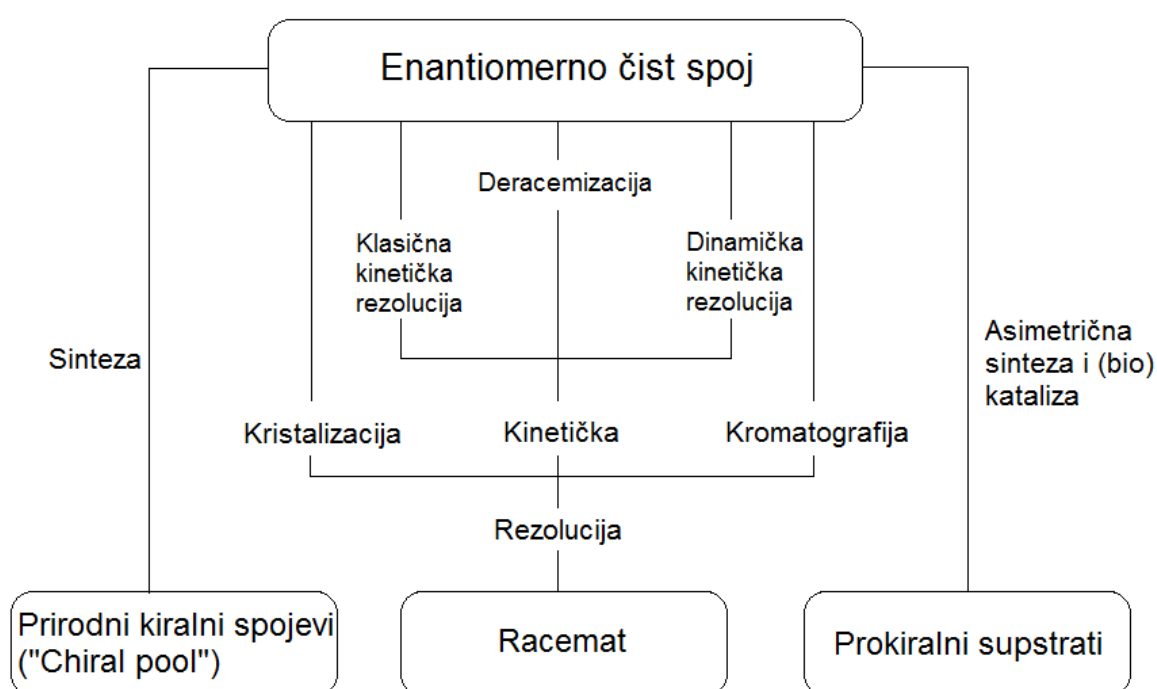 Enantiomerno čist spoj
Deracemizacija
Klasična
kinetička
rezolucija
Dinamička
kinetička
rezolucija
Sinteza
Asimetrična
sinteza i (bio)
kataliza
Kristalizacija
Kinetička
Kromatografija
Rezolucija
Prirodni kiralni spojevi
("Chiral pool")
Racemat
Prokiralni supstrati